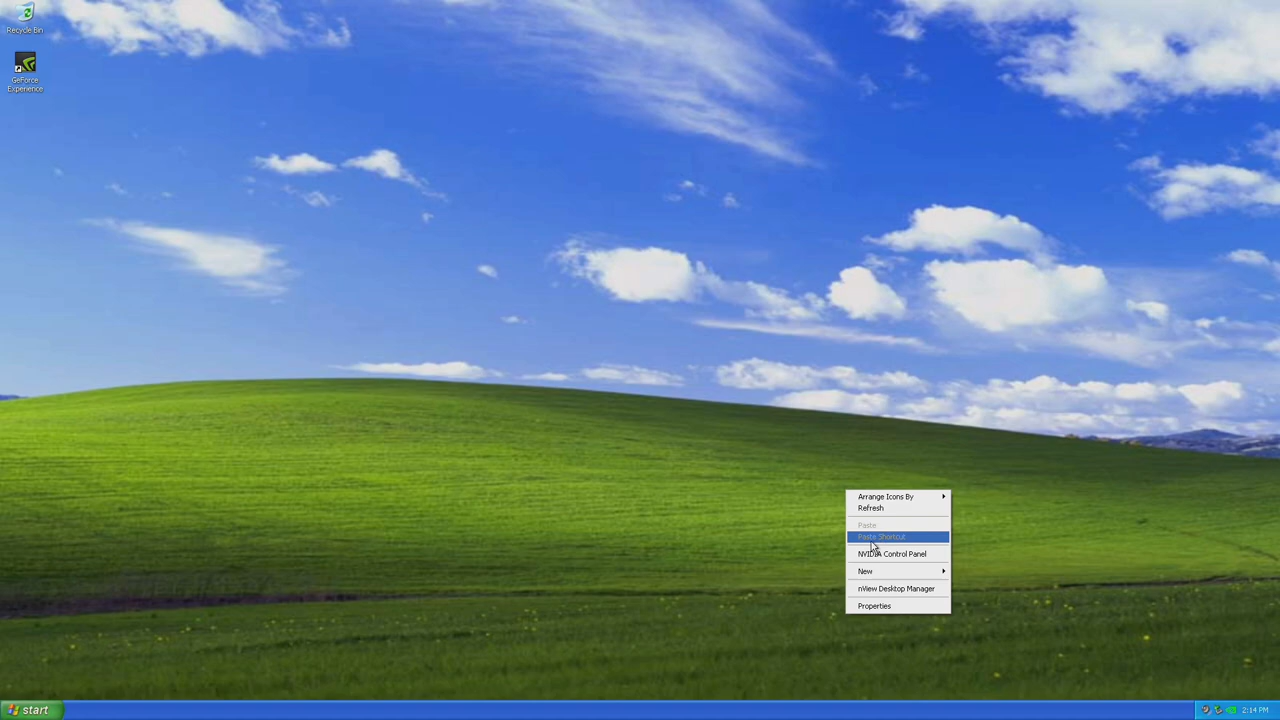 Recycle Bin
GeForce
Experience
Arrange Icons By
Refresh
Paste
Paste Shortcut
NVIDIA Control Panel
New
nView Desktop Manager
Properties
start
2:14 PM